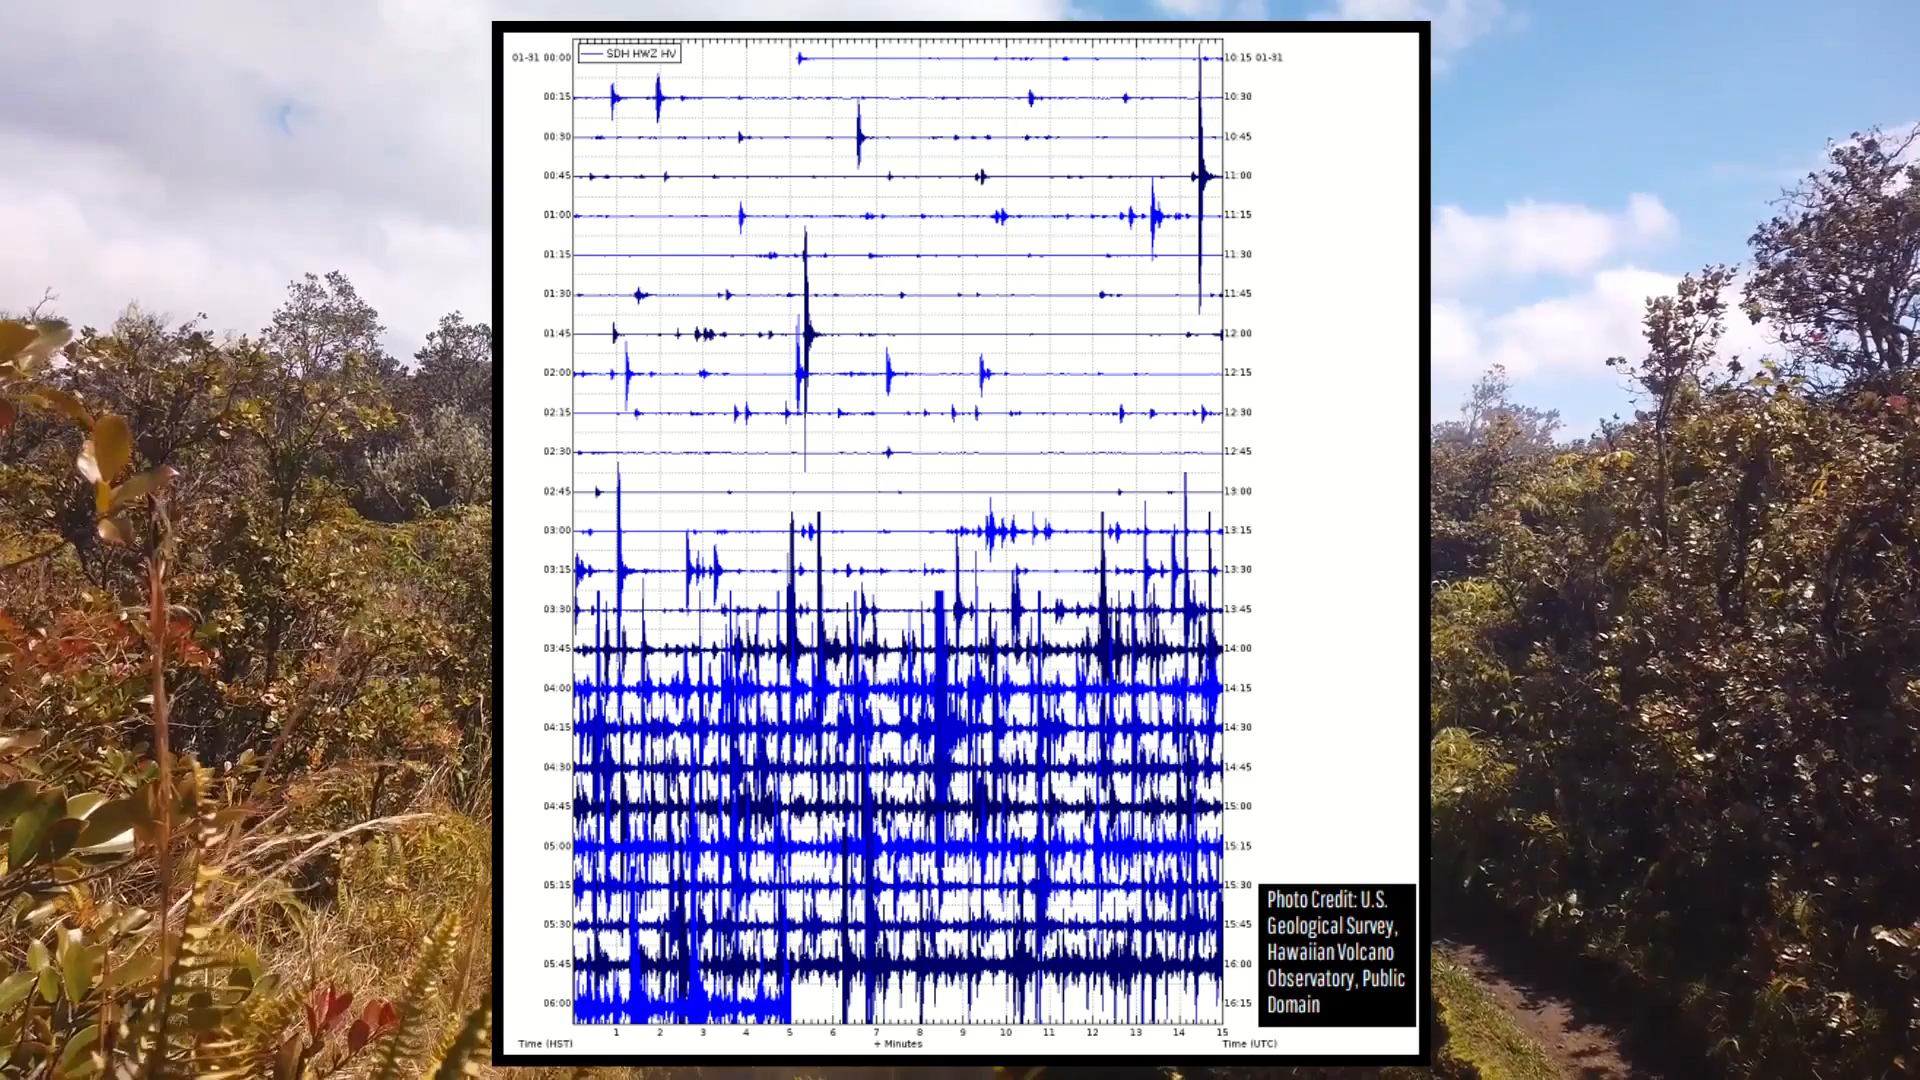 SDH HWZ HV
01-31 00:00 10:15 01-31
00:15 10:30
00:30 10:45
00:45 11:00
01:00 11:15
01:15 11:30
01:30 11:45
01:45 12:00
02:00 12:15
02:15 12:30
02:30 12:45
02:45 13:00
03:00 13:15
03:15 13:30
03:30 13:45
03:45 14:00
04:00 14:15
04:15 14:30
04:30 14:45
04:45 15:00
05:00 15:15
05:15 15:30
05:30 15:45
05:45 16:00
06:00 16:15
1 2 3 4 5 6 7 8 9 10 11 12 13 14 15
Time (HST) + Minutes Time (UTC)
Photo Credit: U.S.
Geological Survey,
Hawaiian Volcano
Observatory, Public
Domain